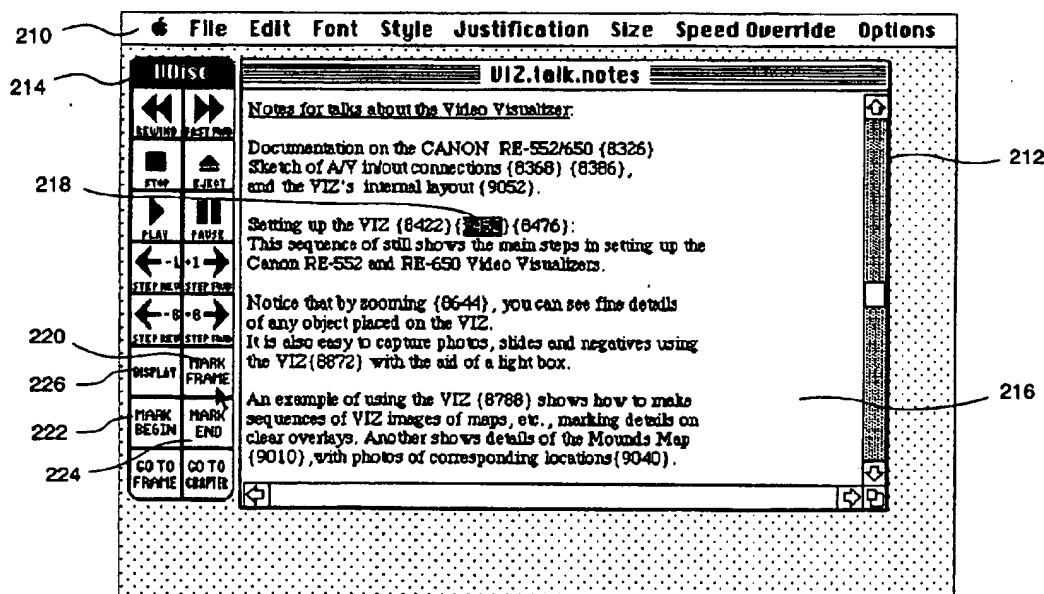 File Edit Font Style Justification Size Speed Override Options
210
214
VDisc
REWIND FAST FWD
STOP EJECT
PLAY PAUSE
-1 +1
STEP REV STEP FWD
-8 +8
STEP REV STEP FWD
DISPLAY MARK FRAME
MARK BEGIN MARK END
GO TO FRAME GO TO CHAPTER
218
220
226
222
224
VIZ.talk.notes
Notes for talks about the Video Visualizer:
Documentation on the CANON RE-552/650 {8326}
Sketch of A/V in/out connections {8368} {8386},
and the VIZ's internal layout {9052}.
Setting up the VIZ {8422}{}{8476}:
This sequence of still shows the main steps in setting up the
Canon RE-552 and RE-650 Video Visualizers.
Notice that by zooming {8644}, you can see fine details
of any object placed on the VIZ.
It is also easy to capture photos, slides and negatives using
the VIZ{8872} with the aid of a light box.
An example of using the VIZ {8788} shows how to make
sequences of VIZ images of maps, etc., marking details on
clear overlays. Another shows details of the Mounds Map
{9010},with photos of corresponding locations{9040}.
212
216